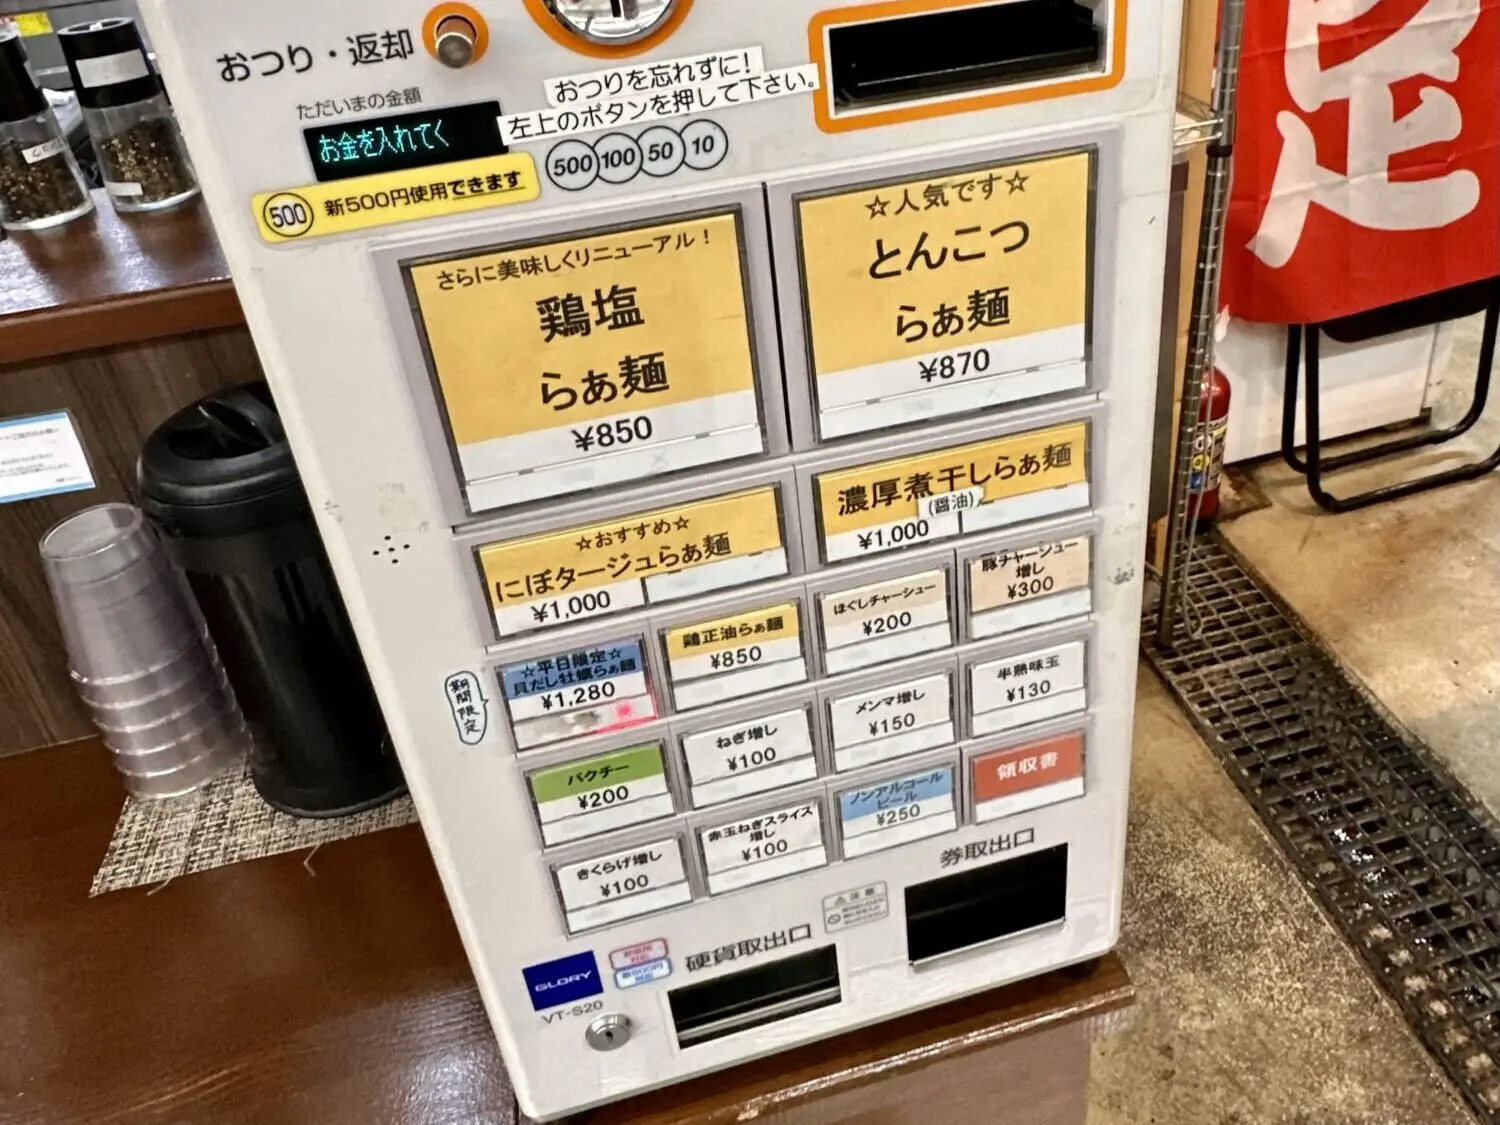 おつり・返却
ただいまの金額
お金を入れてく
おつりを忘れずに!
左上のボタンを押して下さい。
500 100 50 10
500 新500円使用できます
さらに美味しくリニューアル!
鶏塩
らぁ麺
¥850
☆人気です☆
とんこつ
らぁ麺
¥870
☆おすすめ☆
にぼタージュらぁ麺
¥1,000
濃厚煮干しらぁ麺
(醤油)
¥1,000
期間限定
☆平日限定☆
貝だし牡蠣らぁ麺
¥1,280
鶏正油らぁ麺
¥850
ほぐしチャーシュー
¥200
豚チャーシュー
増し
¥300
パクチー
¥200
ねぎ増し
¥100
メンマ増し
¥150
半熟味玉
¥130
きくらげ増し
¥100
赤玉ねぎスライス
増し
¥100
ノンアルコール
ビール
¥250
領収書
券取出口
硬貨取出口
注意
GLORY
VT-S20
新500円
対応
足